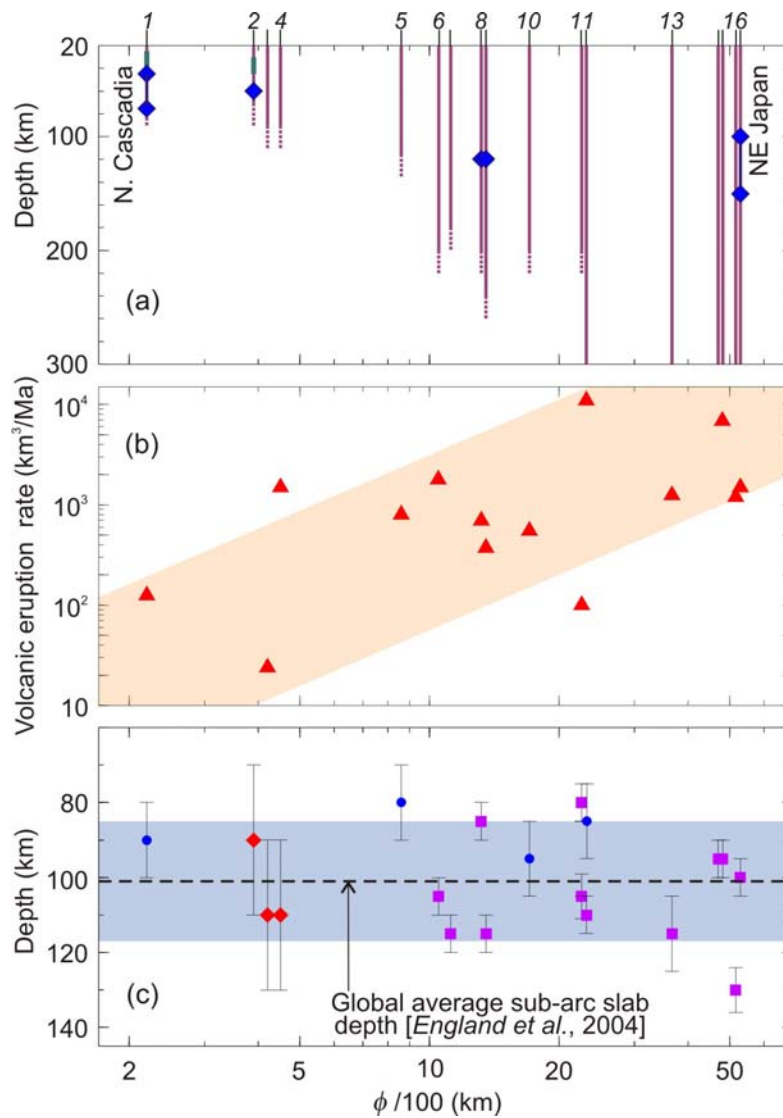 1 2 4 5 6 8 10 11 13 16
20
100
200
300
Depth (km)
N. Cascadia
NE Japan
(a)
10⁴
10³
10²
10
Volcanic eruption rate (km³/Ma)
(b)
80
100
120
140
Depth (km)
(c)
Global average sub-arc slab
depth [England et al., 2004]
2 5 10 20 50
ϕ /100 (km)